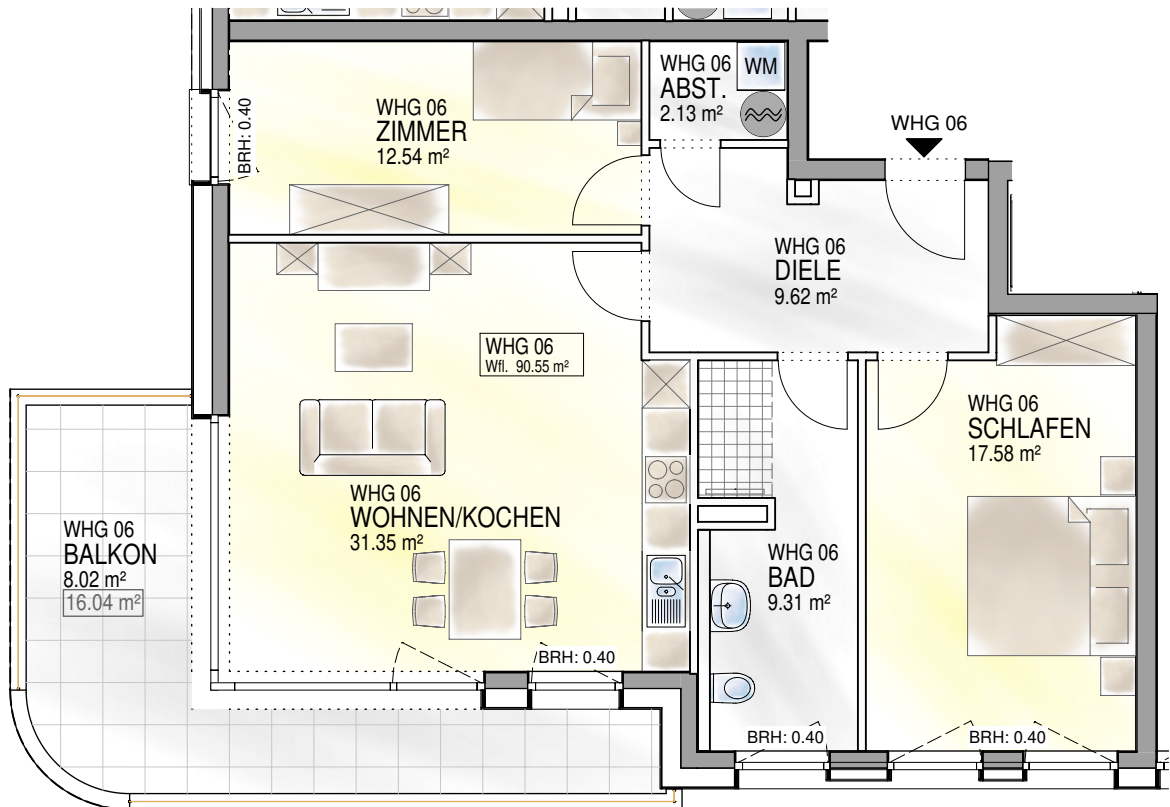 WHG 06
ABST.
2.13 m²
WM
WHG 06
ZIMMER
12.54 m²
BRH: 0.40
WHG 06
WHG 06
DIELE
9.62 m²
WHG 06
Wfl. 90.55 m²
WHG 06
SCHLAFEN
17.58 m²
WHG 06
WOHNEN/KOCHEN
31.35 m²
WHG 06
BALKON
8.02 m²
16.04 m²
WHG 06
BAD
9.31 m²
BRH: 0.40
BRH: 0.40
BRH: 0.40